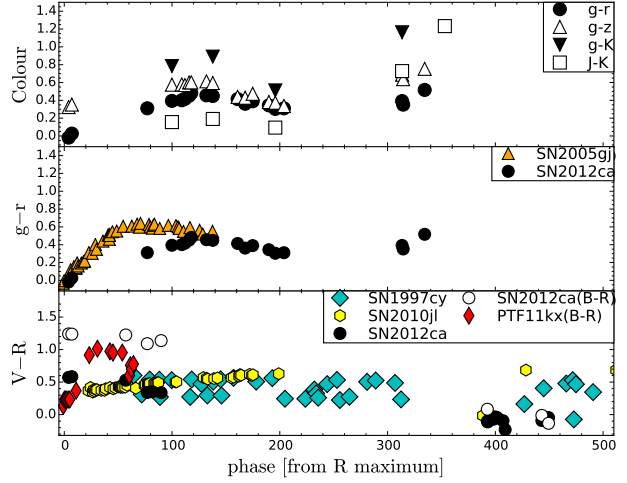 1.4
1.2
1.0
0.8
0.6
0.4
0.2
0.0
Colour
g-r
g-z
g-K
J-K
1.4
1.2
1.0
0.8
0.6
0.4
0.2
0.0
g−r
SN2005gj
SN2012ca
1.5
1.0
0.5
0.0
V−R
SN1997cy
SN2010jl
SN2012ca
SN2012ca(B-R)
PTF11kx(B-R)
0 100 200 300 400 500
phase [from R maximum]